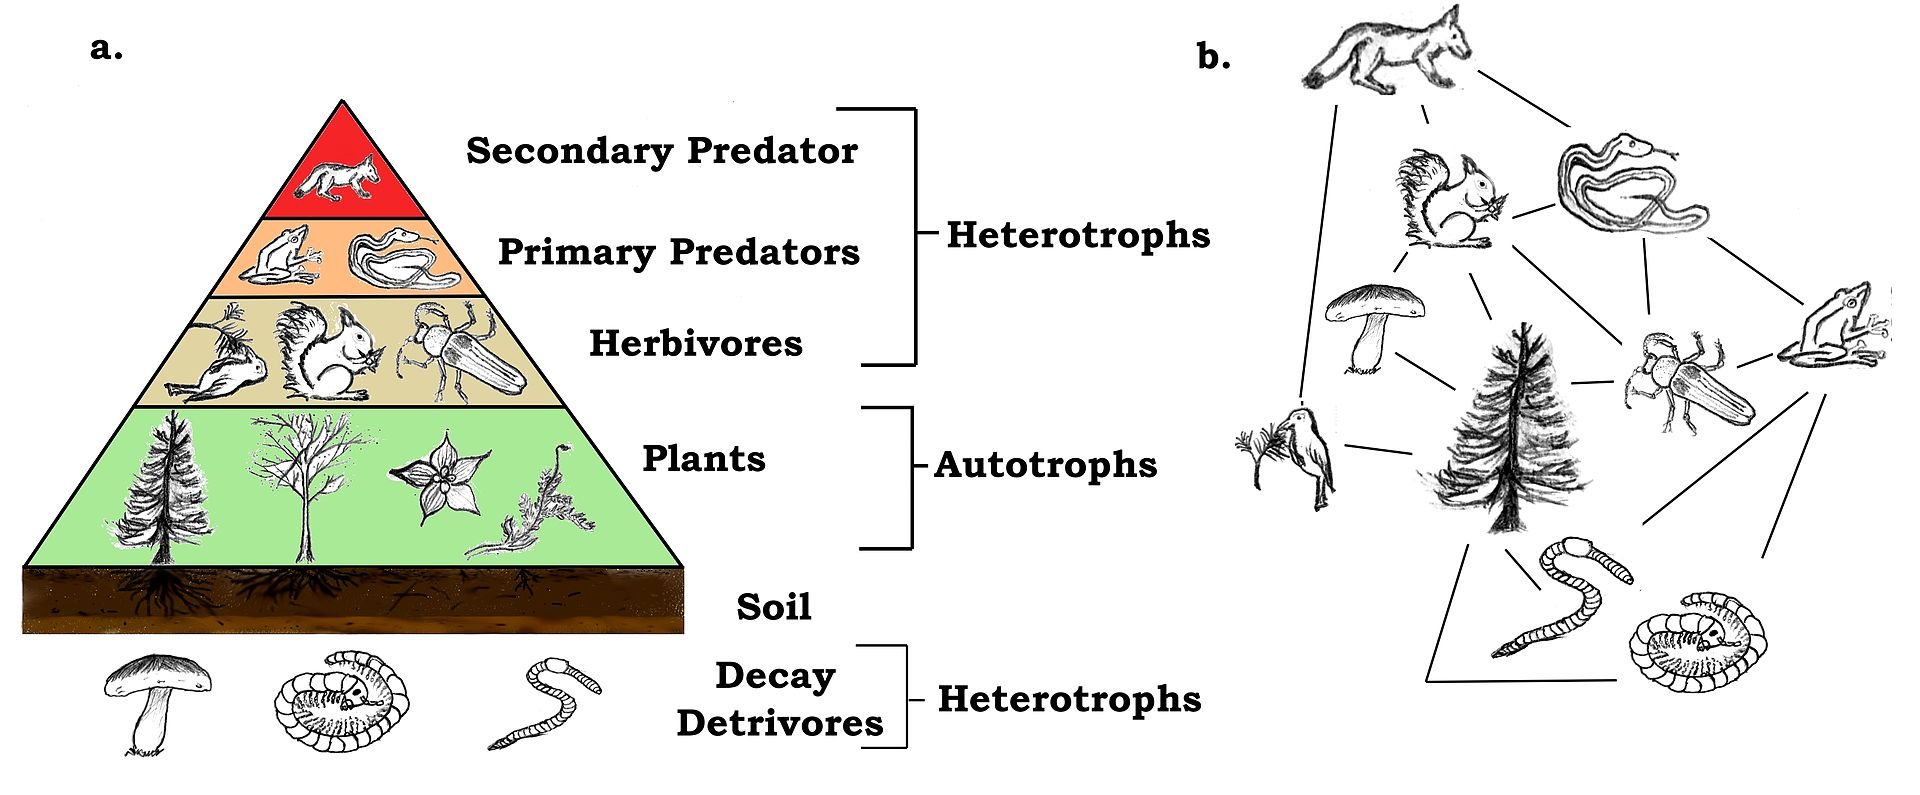 a.
Secondary Predator
Primary Predators
Herbivores
Heterotrophs
Plants
Autotrophs
Soil
Decay
Detrivores
Heterotrophs
b.